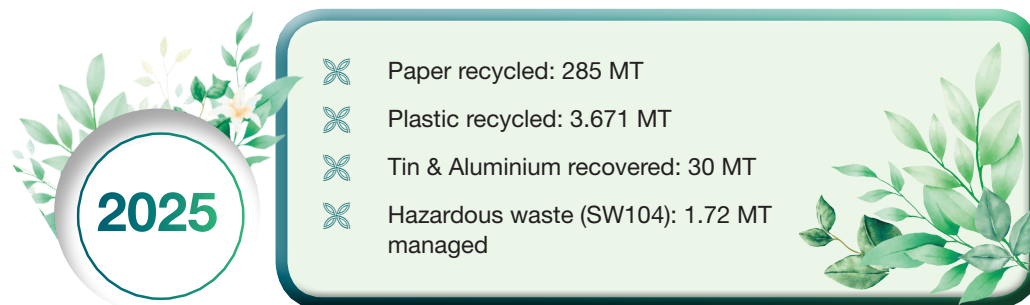 2025
Paper recycled: 285 MT
Plastic recycled: 3.671 MT
Tin & Aluminium recovered: 30 MT
Hazardous waste (SW104): 1.72 MT
managed